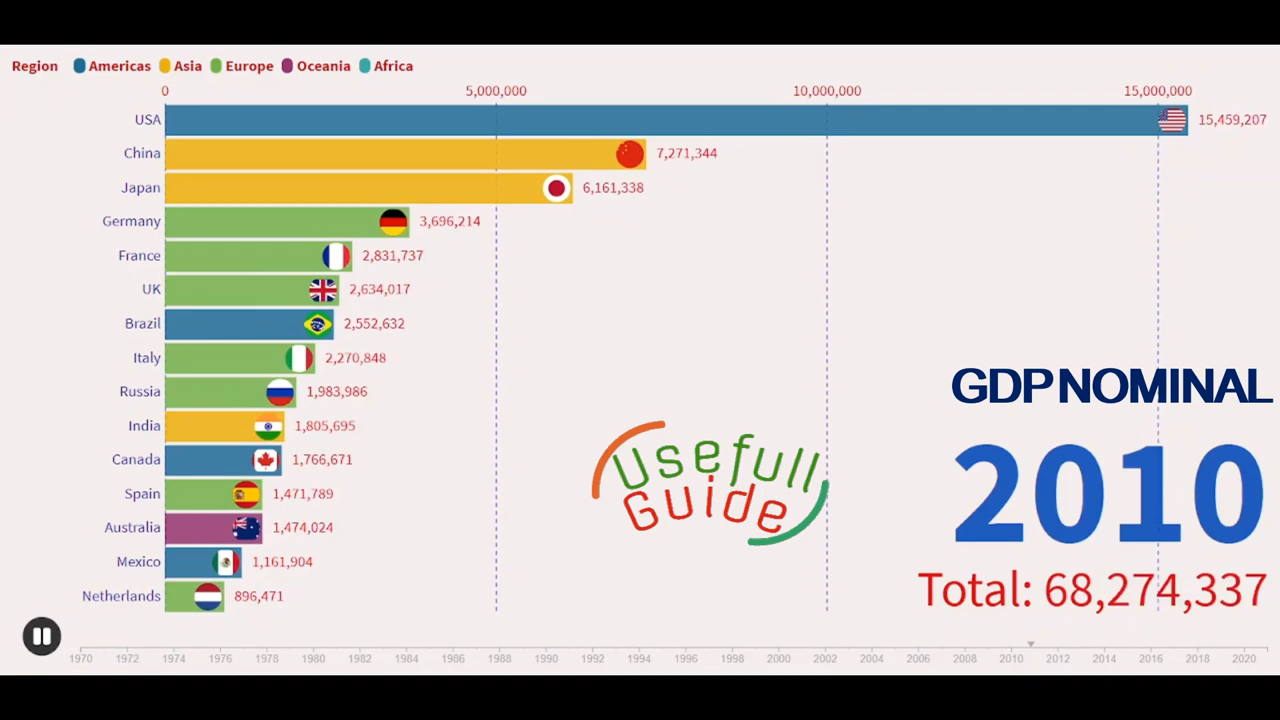 Region Americas Asia Europe Oceania Africa
0 5,000,000 10,000,000 15,000,000
USA 15,459,207
China 7,271,344
Japan 6,161,338
Germany 3,696,214
France 2,831,737
UK 2,634,017
Brazil 2,552,632
Italy 2,270,848
Russia 1,983,986
India 1,805,695
Canada 1,766,671
Spain 1,471,789
Australia 1,474,024
Mexico 1,161,904
Netherlands 896,471
GDP NOMINAL
2010
Total: 68,274,337
Usefull
Guide
1970 1972 1974 1976 1978 1980 1982 1984 1986 1988 1990 1992 1994 1996 1998 2000 2002 2004 2006 2008 2010 2012 2014 2016 2018 2020